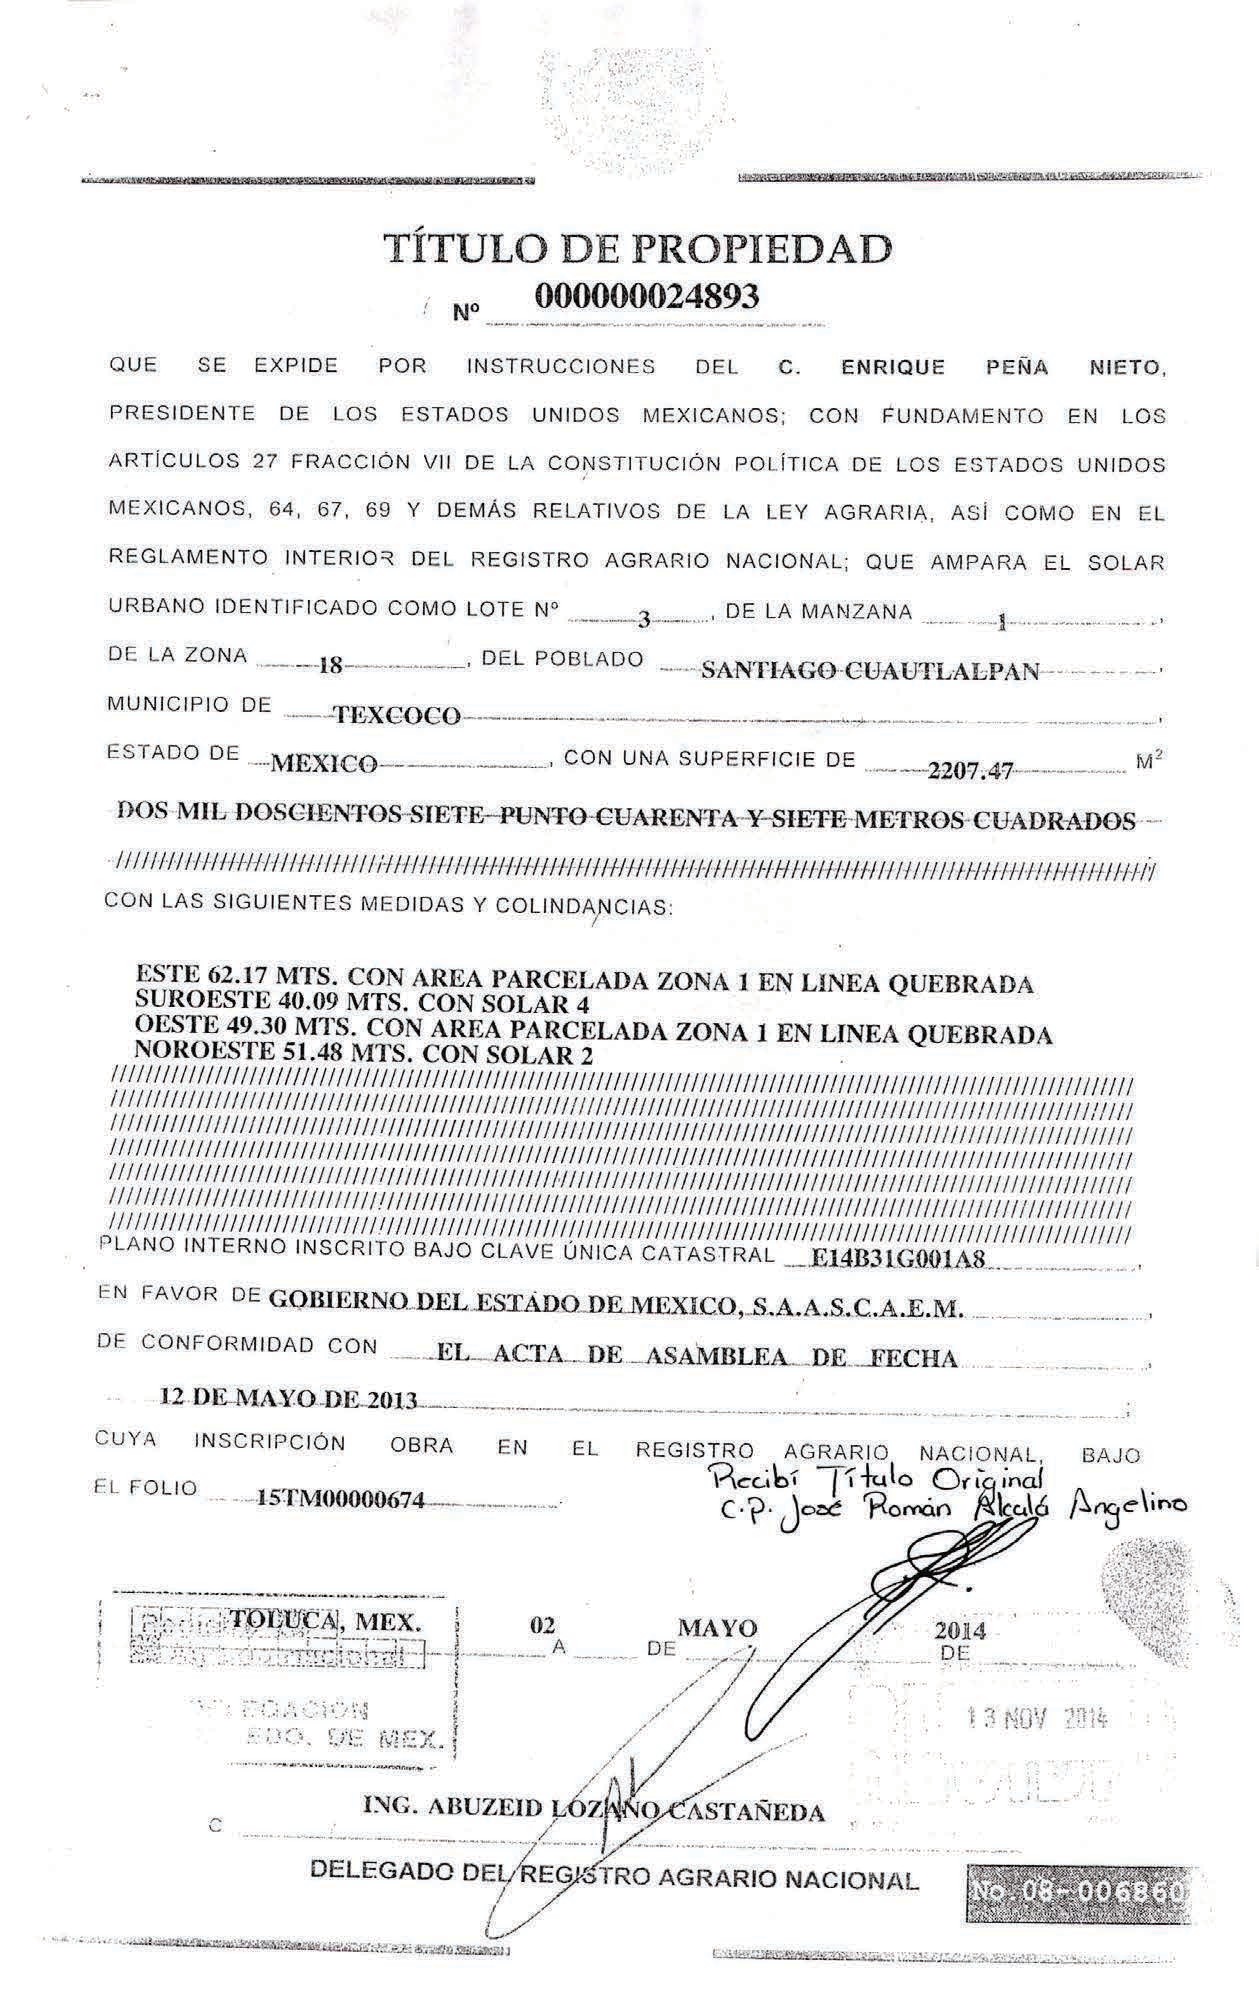 TÍTULO DE PROPIEDAD
Nº 000000024893
QUE SE EXPIDE POR INSTRUCCIONES DEL C. ENRIQUE PEÑA NIETO,
PRESIDENTE DE LOS ESTADOS UNIDOS MEXICANOS; CON FUNDAMENTO EN LOS
ARTÍCULOS 27 FRACCIÓN VII DE LA CONSTITUCIÓN POLÍTICA DE LOS ESTADOS UNIDOS
MEXICANOS, 64, 67, 69 Y DEMÁS RELATIVOS DE LA LEY AGRARIA, ASÍ COMO EN EL
REGLAMENTO INTERIOR DEL REGISTRO AGRARIO NACIONAL; QUE AMPARA EL SOLAR
URBANO IDENTIFICADO COMO LOTE Nº 3, DE LA MANZANA 1,
DE LA ZONA 18, DEL POBLADO SANTIAGO CUAUTLALPAN,
MUNICIPIO DE TEXCOCO,
ESTADO DE MEXICO, CON UNA SUPERFICIE DE 2207.47 M²
DOS MIL DOSCIENTOS SIETE PUNTO CUARENTA Y SIETE METROS CUADRADOS
CON LAS SIGUIENTES MEDIDAS Y COLINDANCIAS:
ESTE 62.17 MTS. CON AREA PARCELADA ZONA 1 EN LINEA QUEBRADA
SUROESTE 40.09 MTS. CON SOLAR 4
OESTE 49.30 MTS. CON AREA PARCELADA ZONA 1 EN LINEA QUEBRADA
NOROESTE 51.48 MTS. CON SOLAR 2
PLANO INTERNO INSCRITO BAJO CLAVE ÚNICA CATASTRAL E14B31G001A8,
EN FAVOR DE GOBIERNO DEL ESTADO DE MEXICO, S.A.A.S.C.A.E.M.,
DE CONFORMIDAD CON EL ACTA DE ASAMBLEA DE FECHA,
12 DE MAYO DE 2013;
CUYA INSCRIPCIÓN OBRA EN EL REGISTRO AGRARIO NACIONAL, BAJO
EL FOLIO 15TM00000674.
Recibí Título Original
C.P. José Román Alcalá Angelino
TOLUCA, MEX. A 02 DE MAYO DE 2014
EDO. DE MEX.
13 NOV 2014
C ING. ABUZEID LOZANO CASTAÑEDA
DELEGADO DEL REGISTRO AGRARIO NACIONAL
No. 08-006860